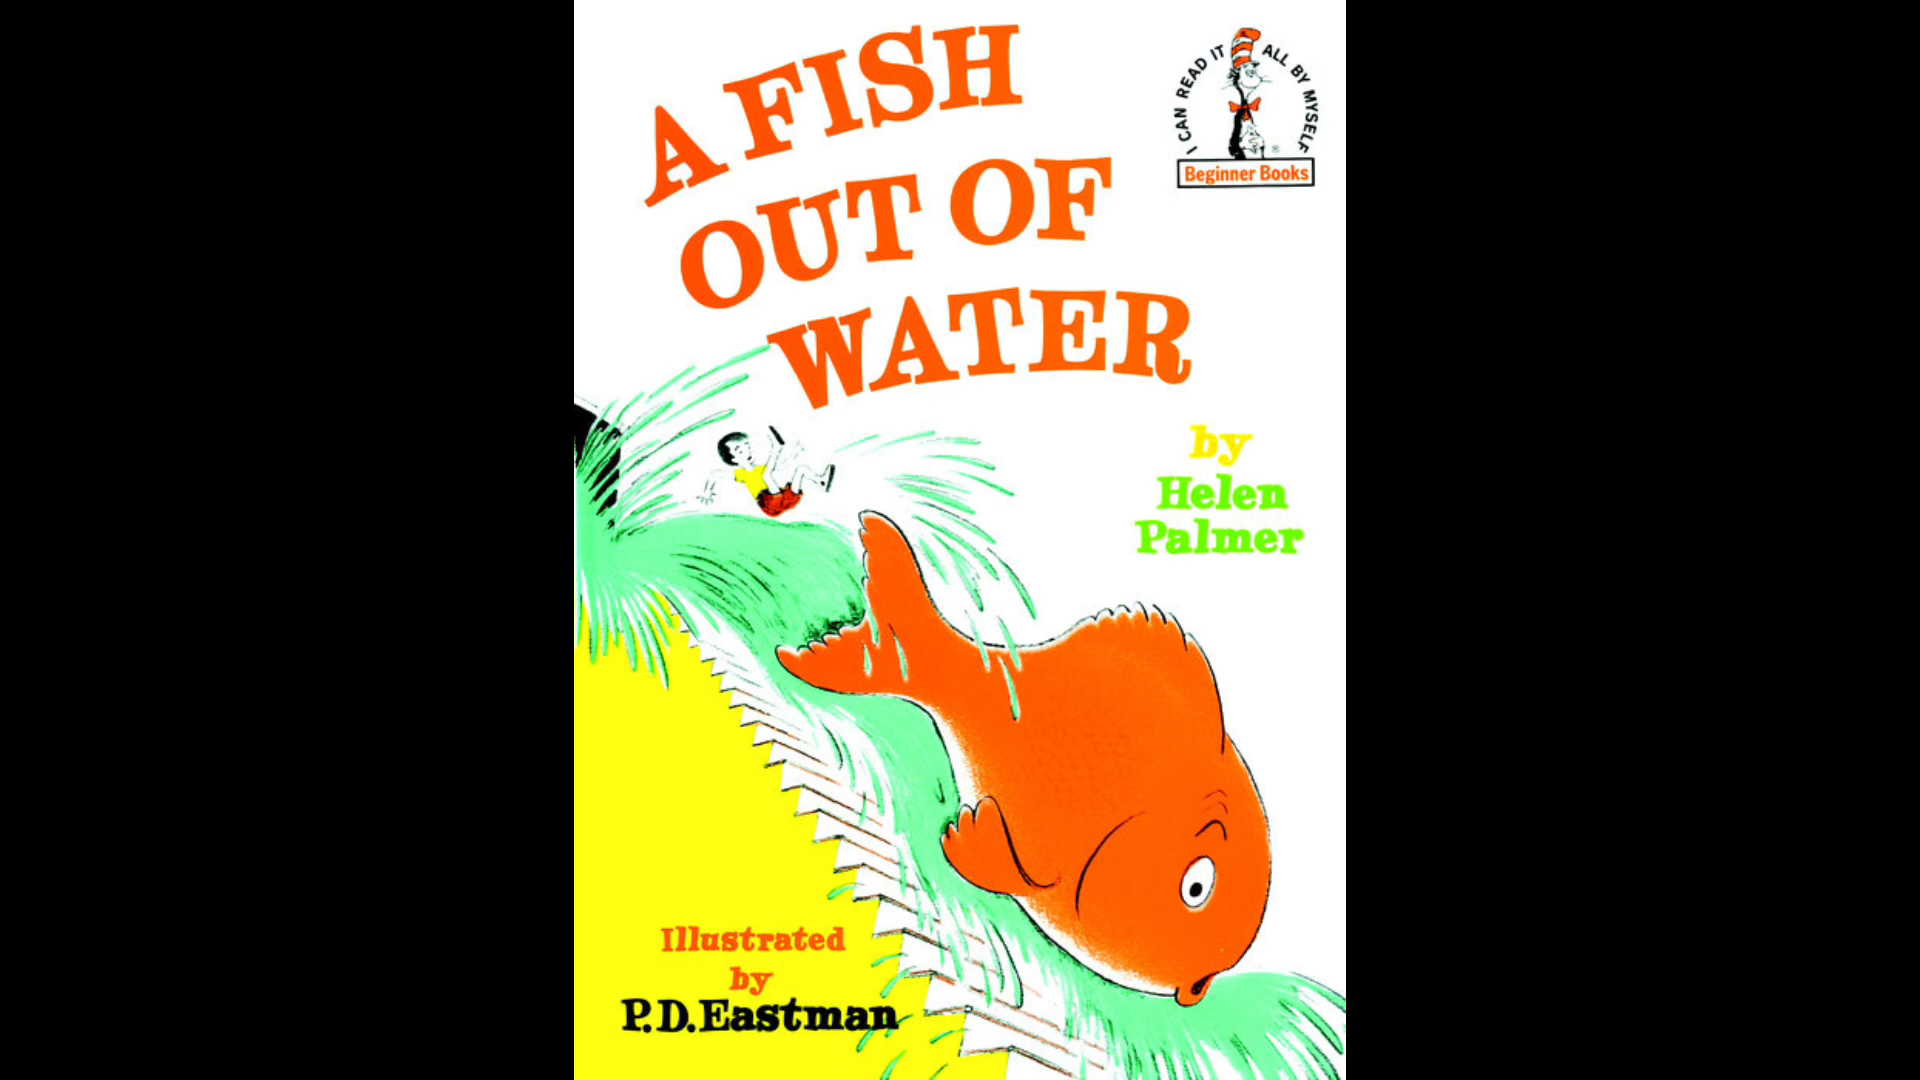 A FISH
OUT OF
WATER
I CAN READ IT ALL BY MYSELF
®
Beginner Books
by
Helen
Palmer
Illustrated
by
P.D.Eastman